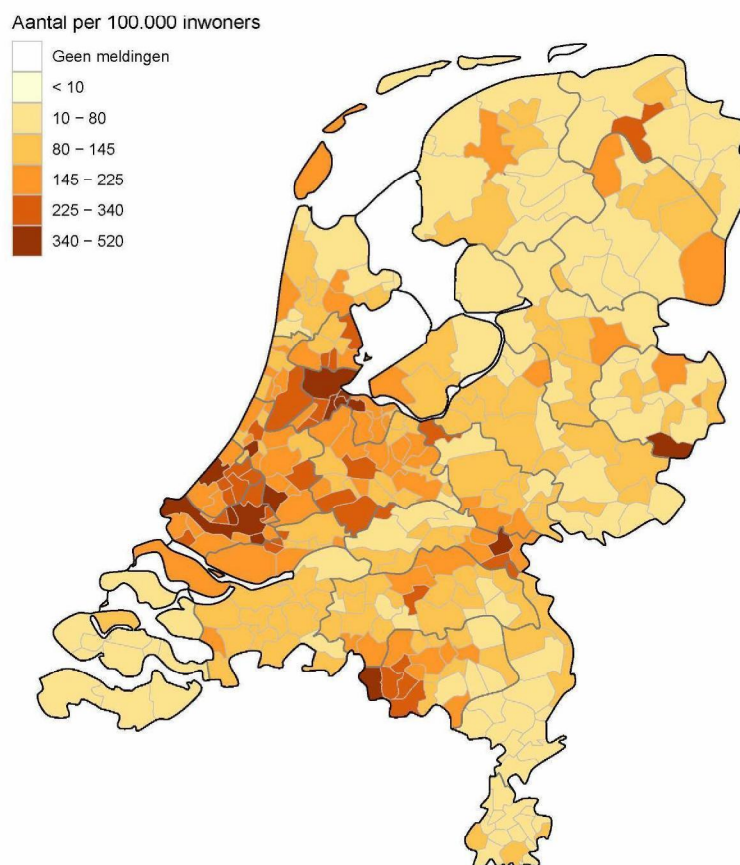 Aantal per 100.000 inwoners
Geen meldingen
< 10
10 – 80
80 – 145
145 – 225
225 – 340
340 – 520